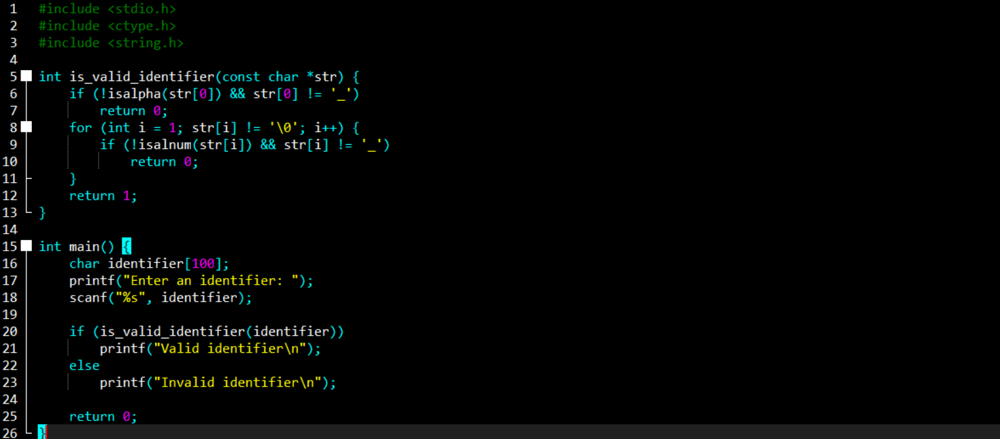 1 #include <stdio.h>
2 #include <ctype.h>
3 #include <string.h>
4
5 int is_valid_identifier(const char *str) {
6     if (!isalpha(str[0]) && str[0] != '_')
7         return 0;
8     for (int i = 1; str[i] != '\0'; i++) {
9         if (!isalnum(str[i]) && str[i] != '_')
10             return 0;
11     }
12     return 1;
13 }
14
15 int main() {
16     char identifier[100];
17     printf("Enter an identifier: ");
18     scanf("%s", identifier);
19
20     if (is_valid_identifier(identifier))
21         printf("Valid identifier\n");
22     else
23         printf("Invalid identifier\n");
24
25     return 0;
26 }